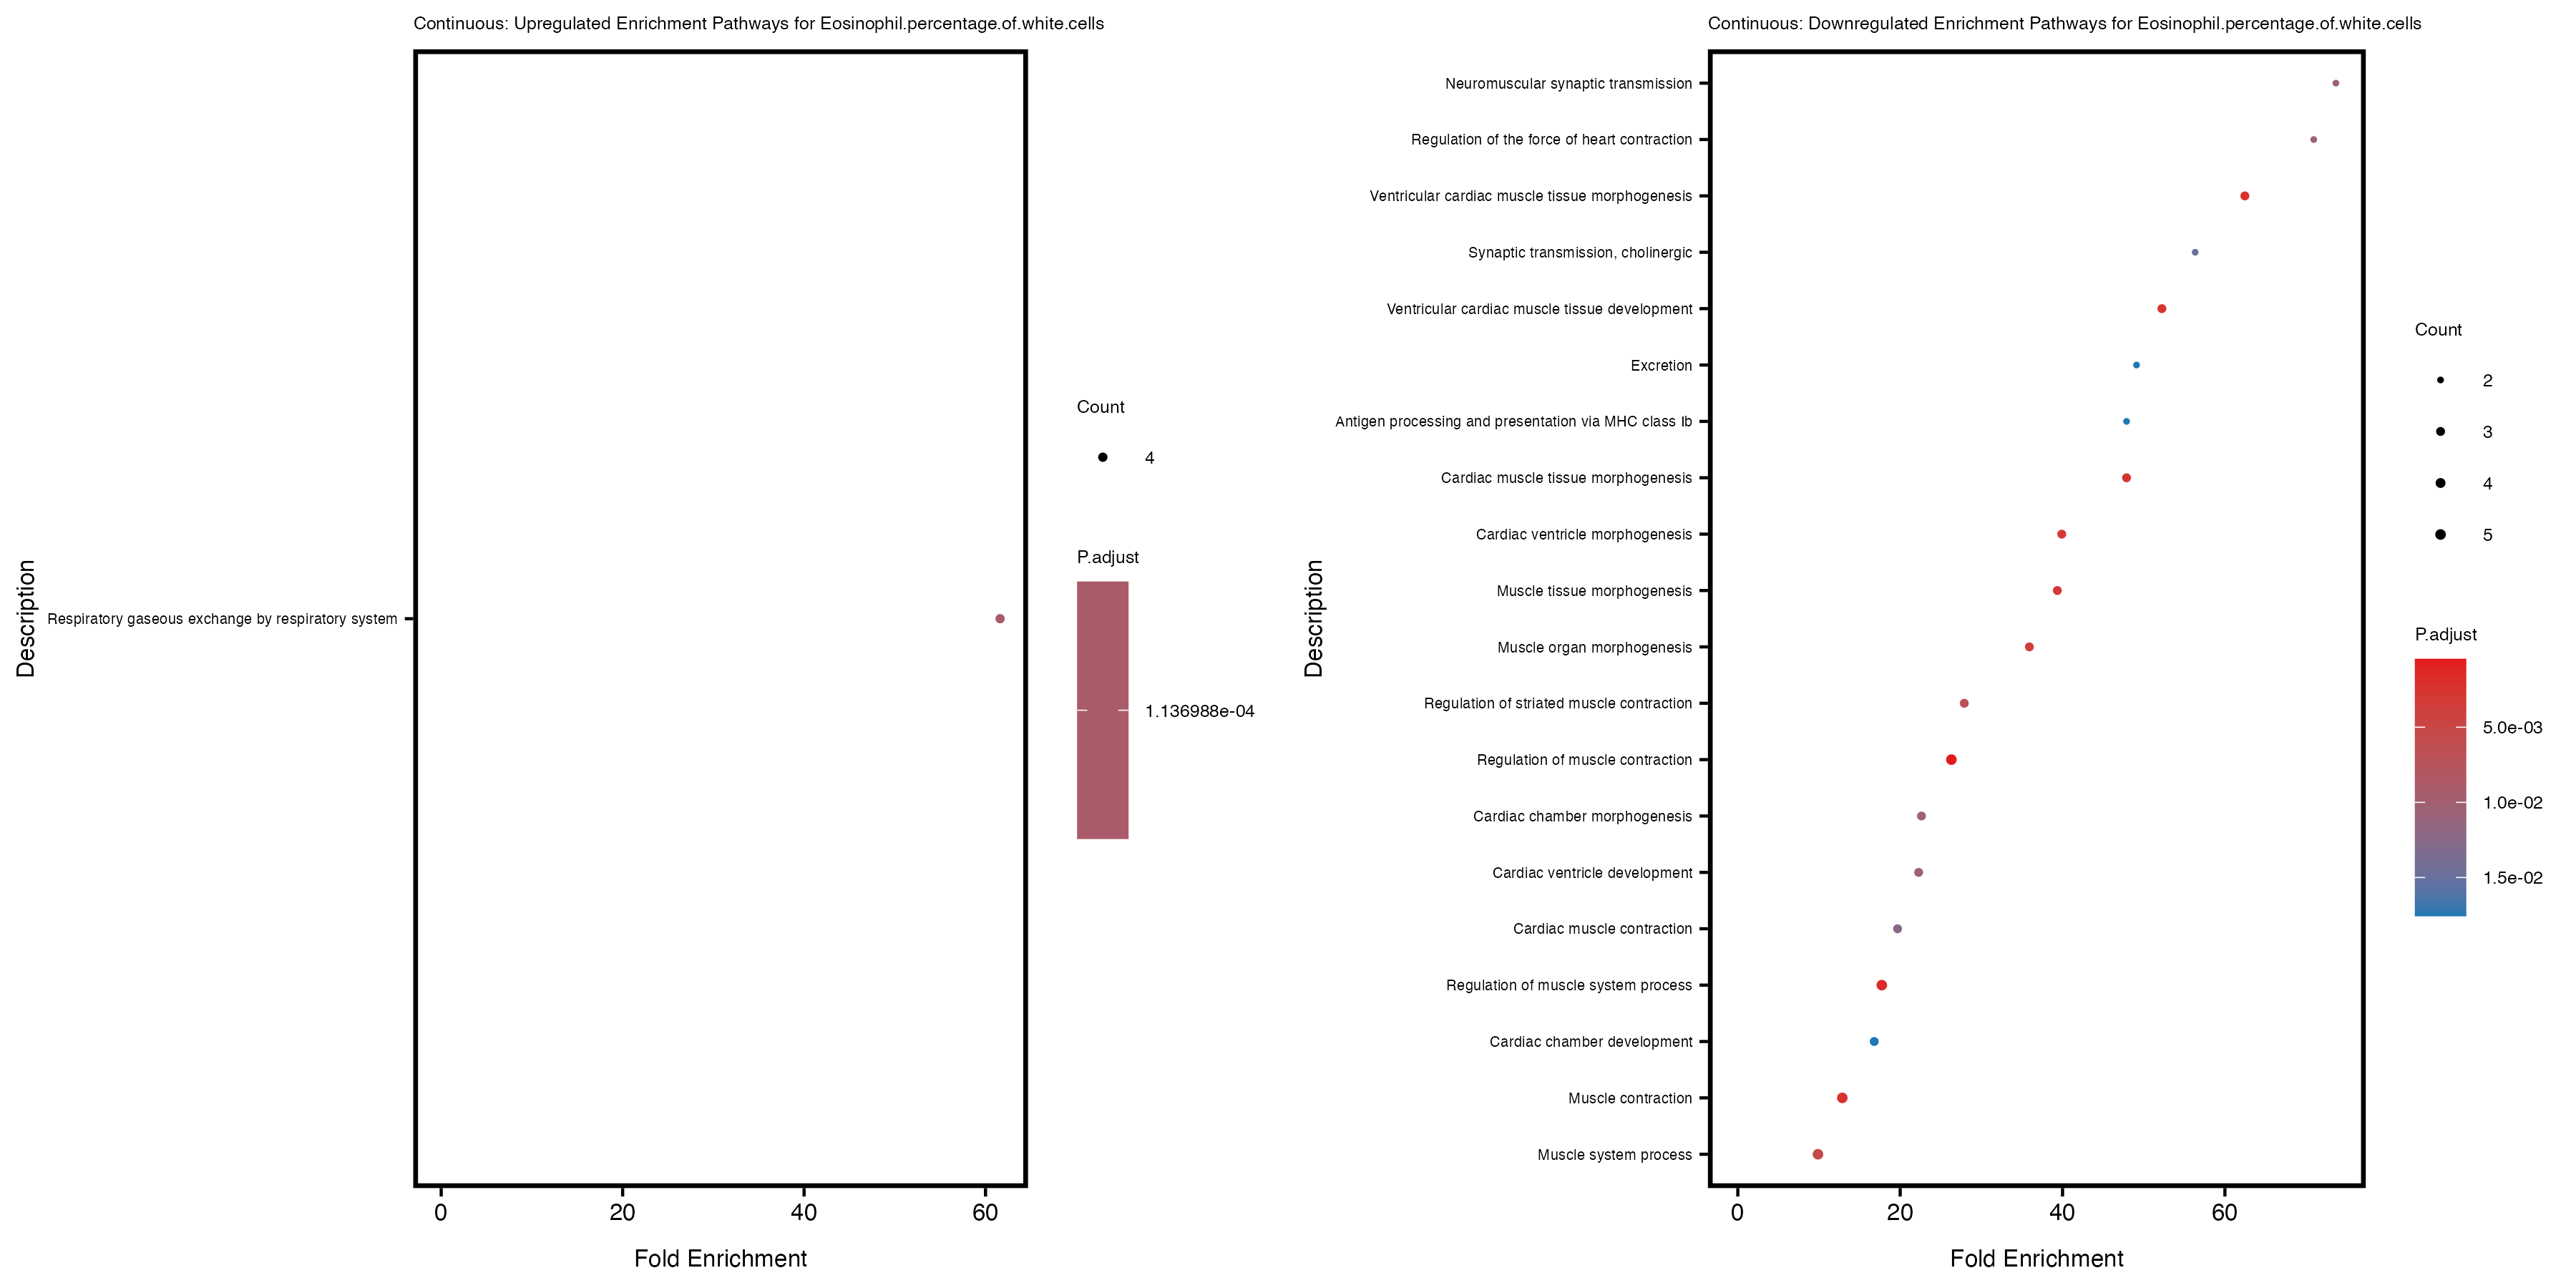 Continuous: Upregulated Enrichment Pathways for Eosinophil.percentage.of.white.cells
Description
Respiratory gaseous exchange by respiratory system
0 20 40 60
Fold Enrichment
Count
4
P.adjust
1.136988e-04
Continuous: Downregulated Enrichment Pathways for Eosinophil.percentage.of.white.cells
Description
Neuromuscular synaptic transmission
Regulation of the force of heart contraction
Ventricular cardiac muscle tissue morphogenesis
Synaptic transmission, cholinergic
Ventricular cardiac muscle tissue development
Excretion
Antigen processing and presentation via MHC class Ib
Cardiac muscle tissue morphogenesis
Cardiac ventricle morphogenesis
Muscle tissue morphogenesis
Muscle organ morphogenesis
Regulation of striated muscle contraction
Regulation of muscle contraction
Cardiac chamber morphogenesis
Cardiac ventricle development
Cardiac muscle contraction
Regulation of muscle system process
Cardiac chamber development
Muscle contraction
Muscle system process
0 20 40 60
Fold Enrichment
Count
2
3
4
5
P.adjust
5.0e-03
1.0e-02
1.5e-02